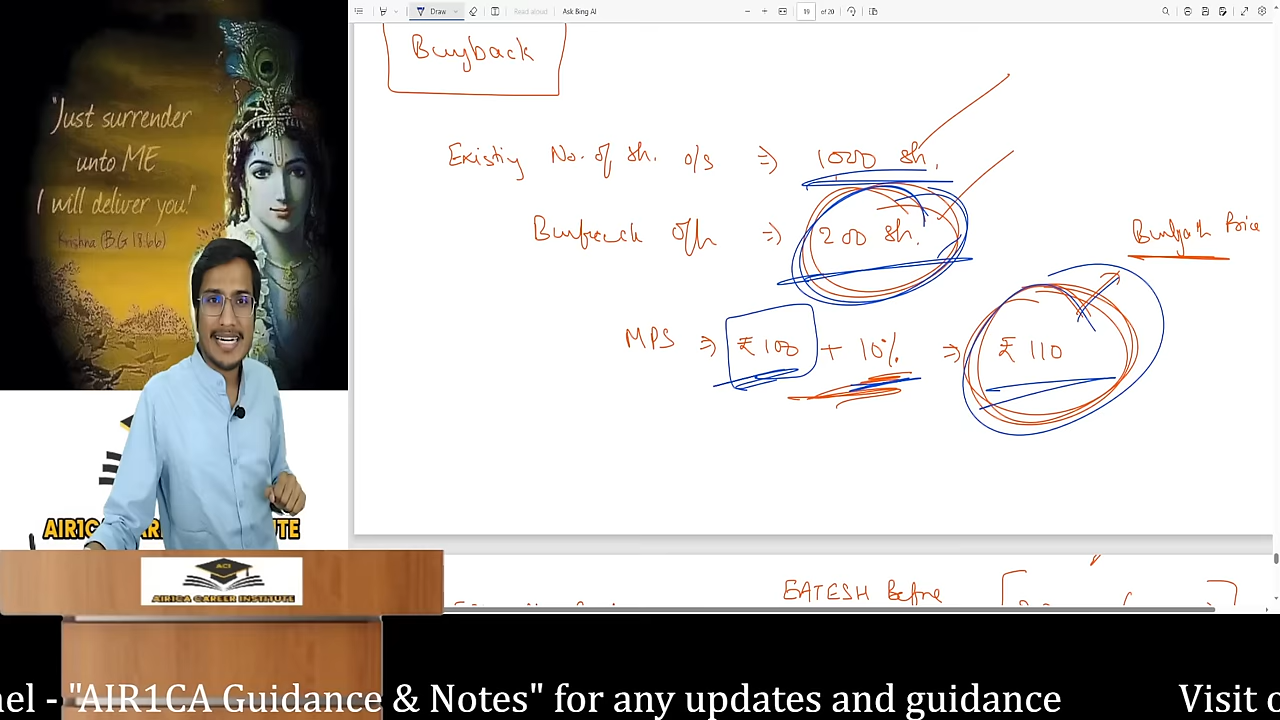 Draw
Read aloud
Ask Bing AI
19
of 20
"Just surrender
unto ME
I will deliver you!"
Krishna (BG 18:66)
Buyback
Existing No. of sh. o/s ⇒ 1000 sh.
Buyback ⇒ 200 sh.
Buyback Price
MPS ⇒ ₹100 + 10% ⇒ ₹110
EATESH Before
ACI
AIR1CA CAREER INSTITUTE
nel - "AIR1CA Guidance & Notes" for any updates and guidance
Visit